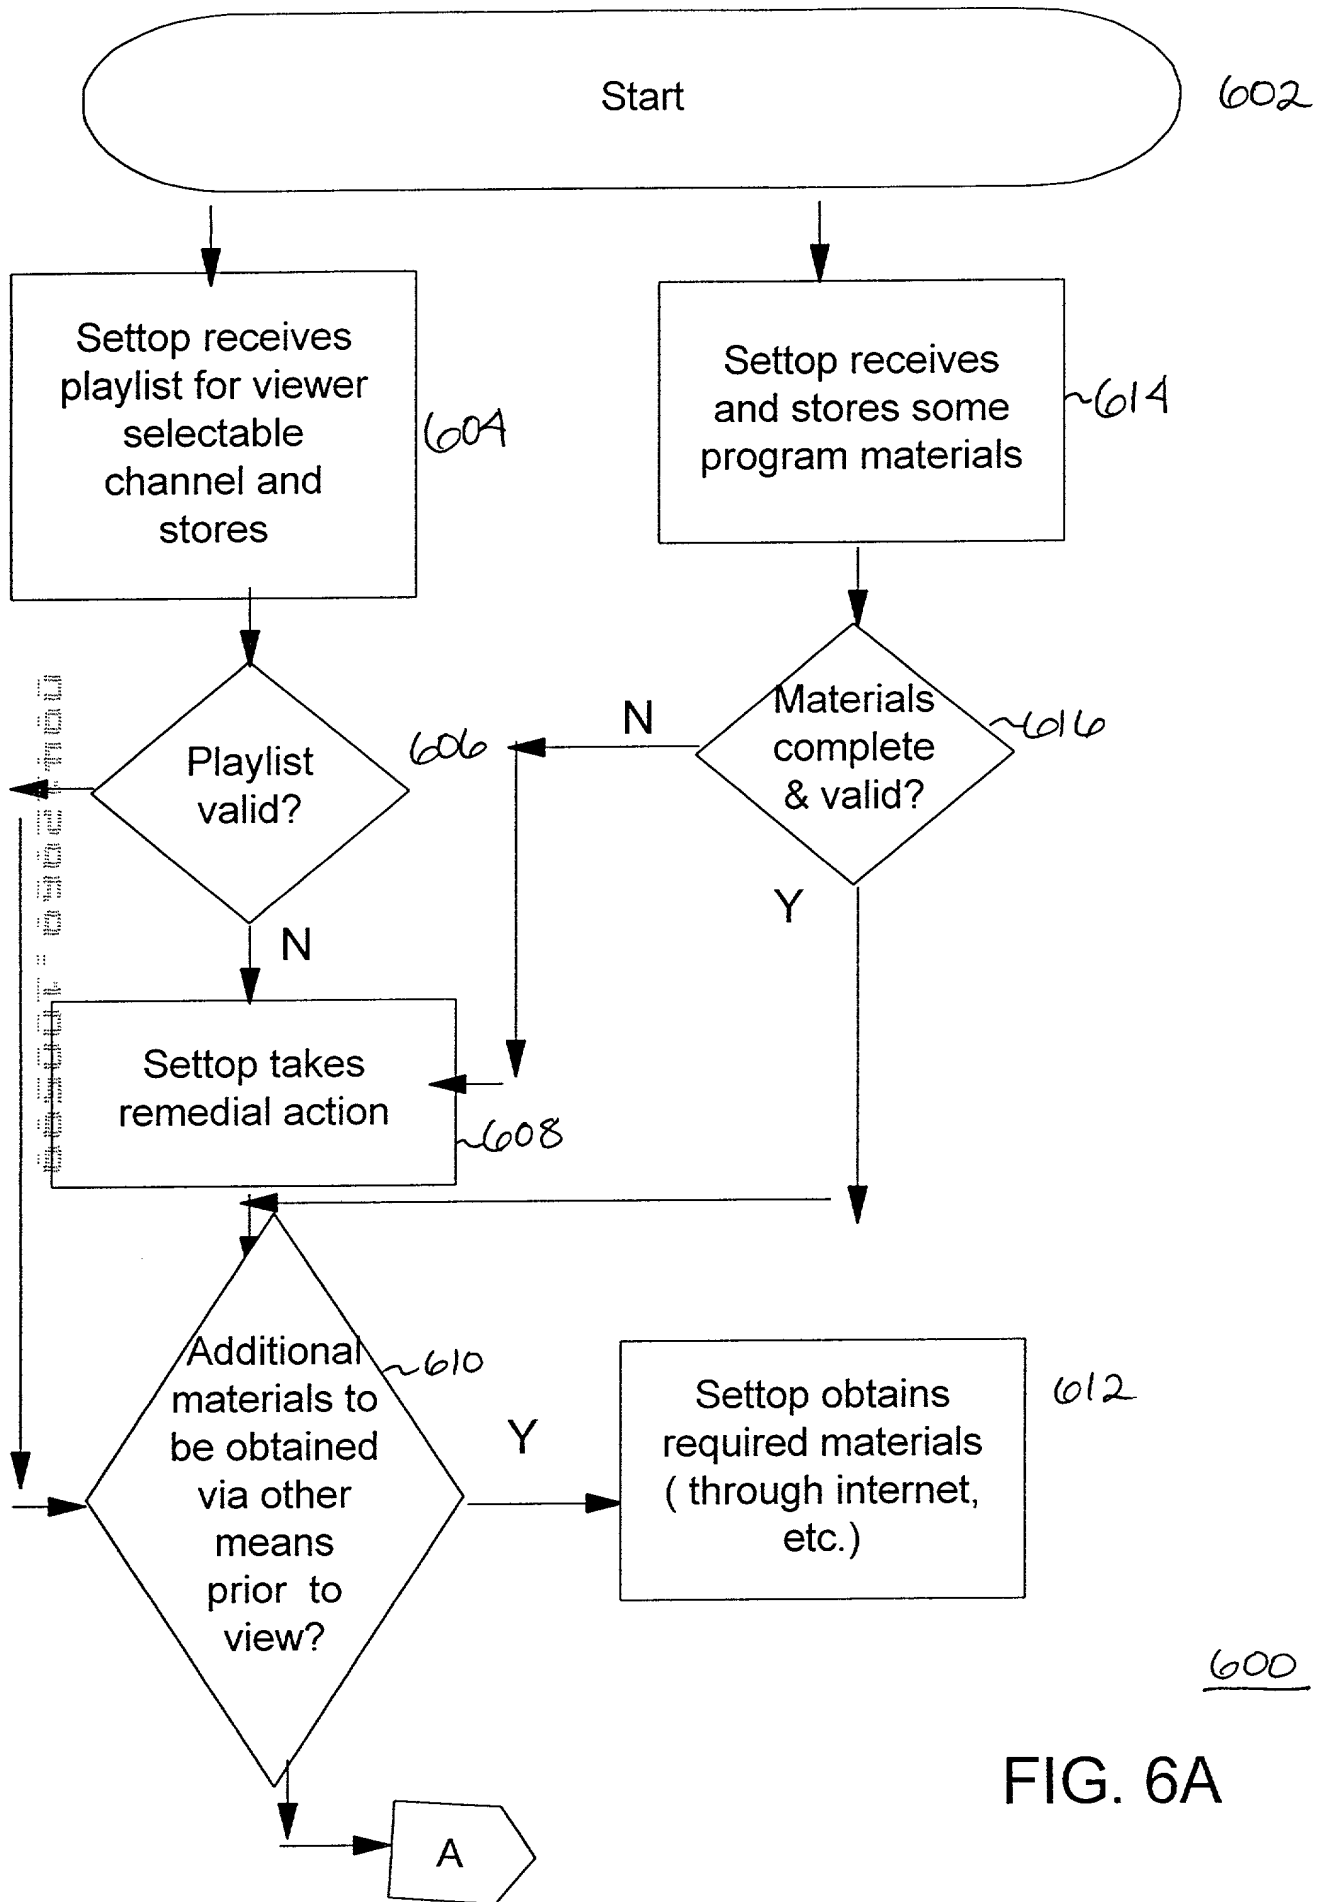 Start
602
Settop receives
playlist for viewer
selectable
channel and
stores
604
Settop receives
and stores some
program materials
614
Playlist
valid?
606
N
Materials
complete
& valid?
616
N
Y
Settop takes
remedial action
608
Additional
materials to
be obtained
via other
means
prior to
view?
610
Y
Settop obtains
required materials
( through internet,
etc.)
612
A
600
FIG. 6A